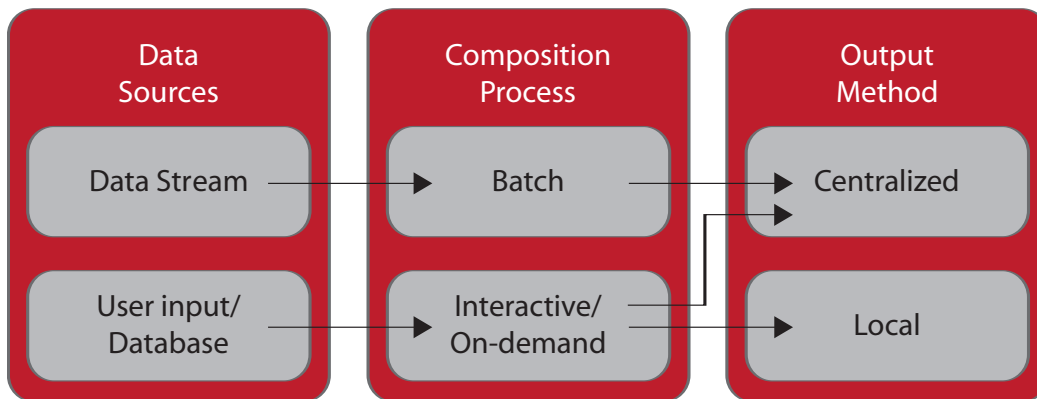 Data
Sources
Data Stream
User input/
Database
Composition
Process
Batch
Interactive/
On-demand
Output
Method
Centralized
Local